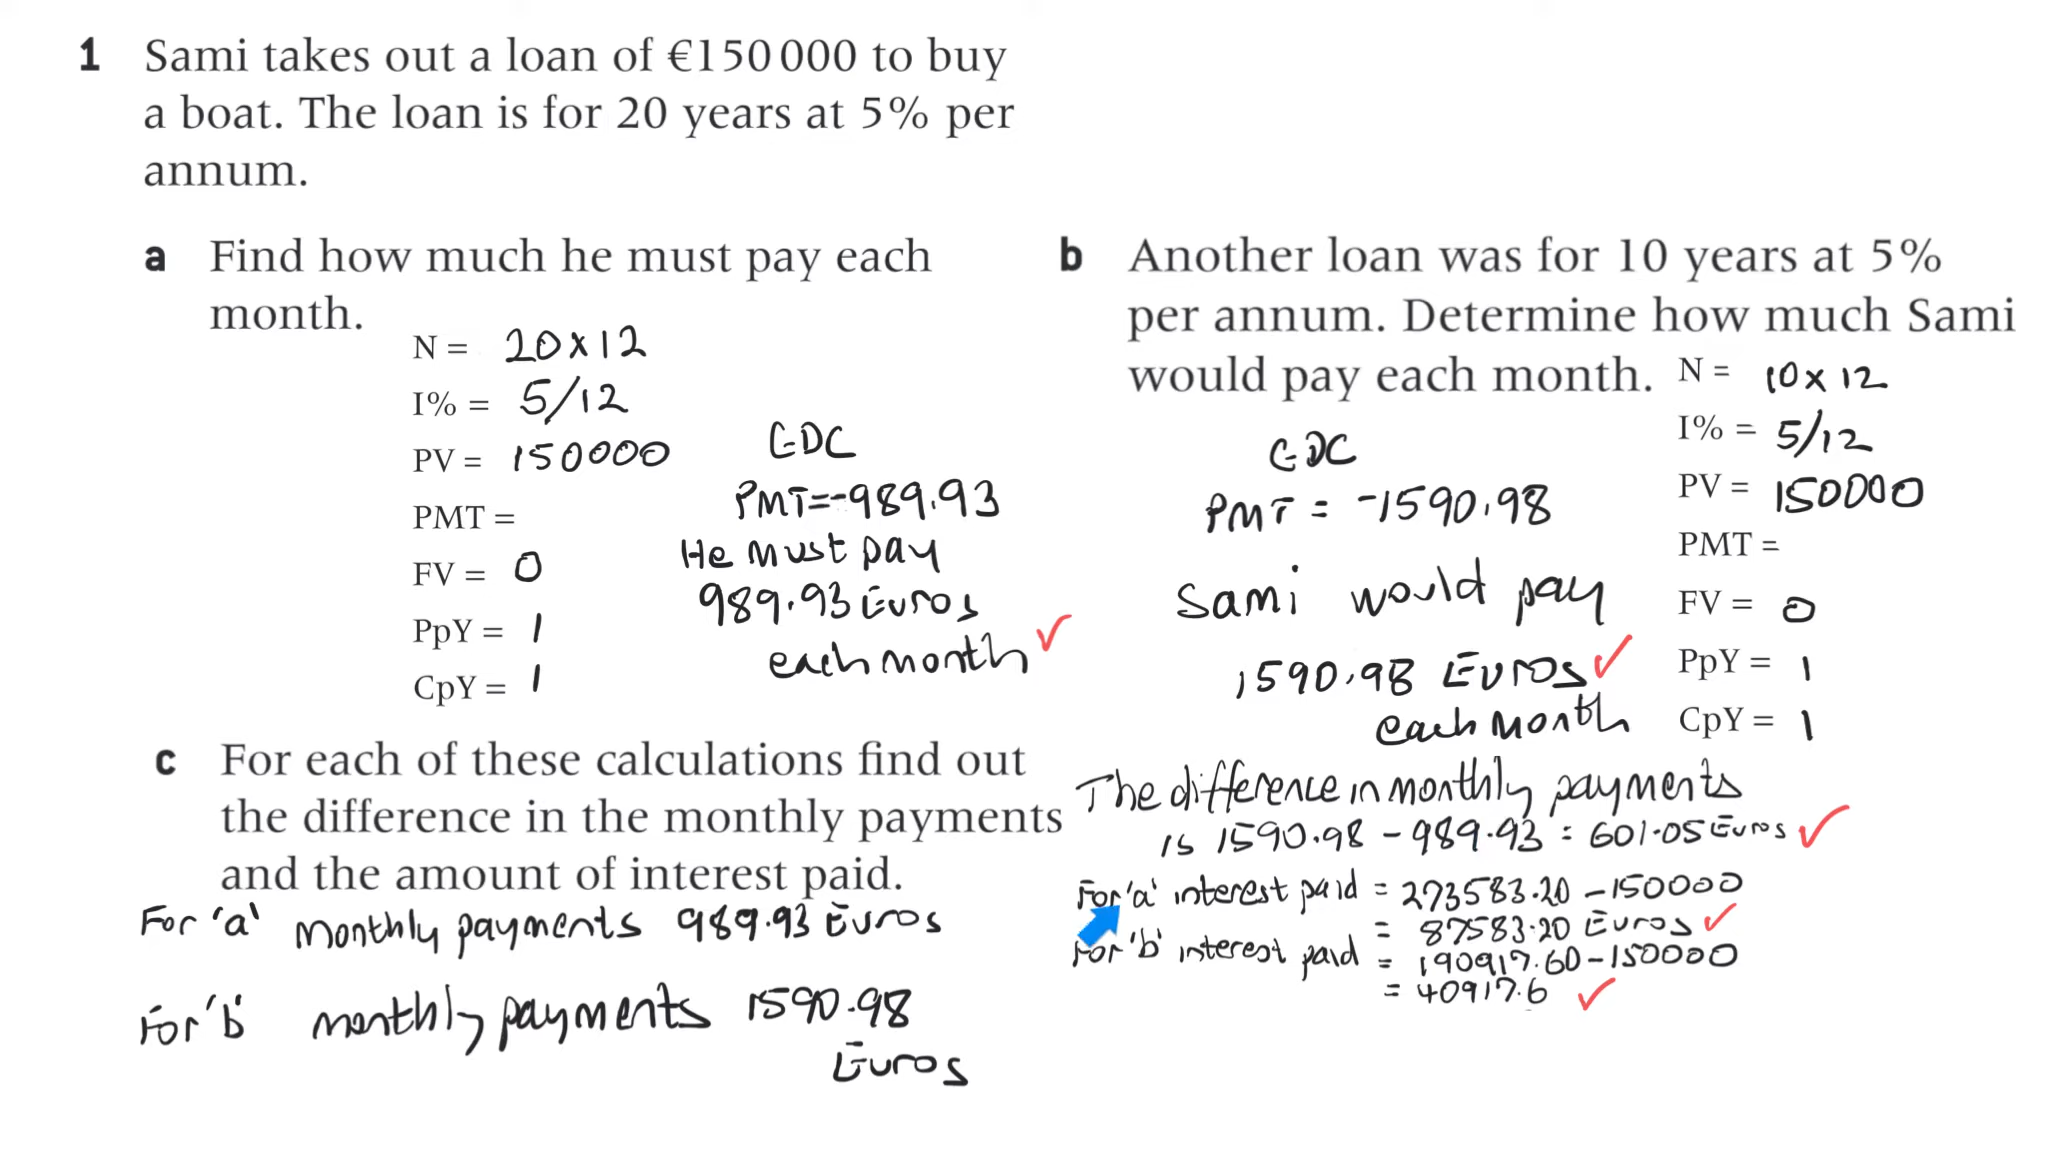 1 Sami takes out a loan of €150 000 to buy
a boat. The loan is for 20 years at 5% per
annum.
a Find how much he must pay each
month.
N = 20 x 12
I% = 5/12
PV = 150000
PMT =
FV = 0
PpY = 1
CpY = 1
GDC
PMT = -989.93
He must pay
989.93 Euros
each month ✓
b Another loan was for 10 years at 5%
per annum. Determine how much Sami
would pay each month.
N = 10 x 12
I% = 5/12
PV = 150000
PMT =
FV = 0
PpY = 1
CpY = 1
GDC
PMT = -1590.98
Sami would pay
1590.98 Euros ✓
each month
c For each of these calculations find out
the difference in the monthly payments
and the amount of interest paid.
For 'a' monthly payments 989.93 Euros
For 'b' monthly payments 1590.98
Euros
The difference in monthly payments
is 1590.98 - 989.93 = 601.05 Euros ✓
For 'a' interest paid = 273583.20 - 150000
= 87583.20 Euros ✓
For 'b' interest paid = 190917.60 - 150000
= 40917.6 ✓